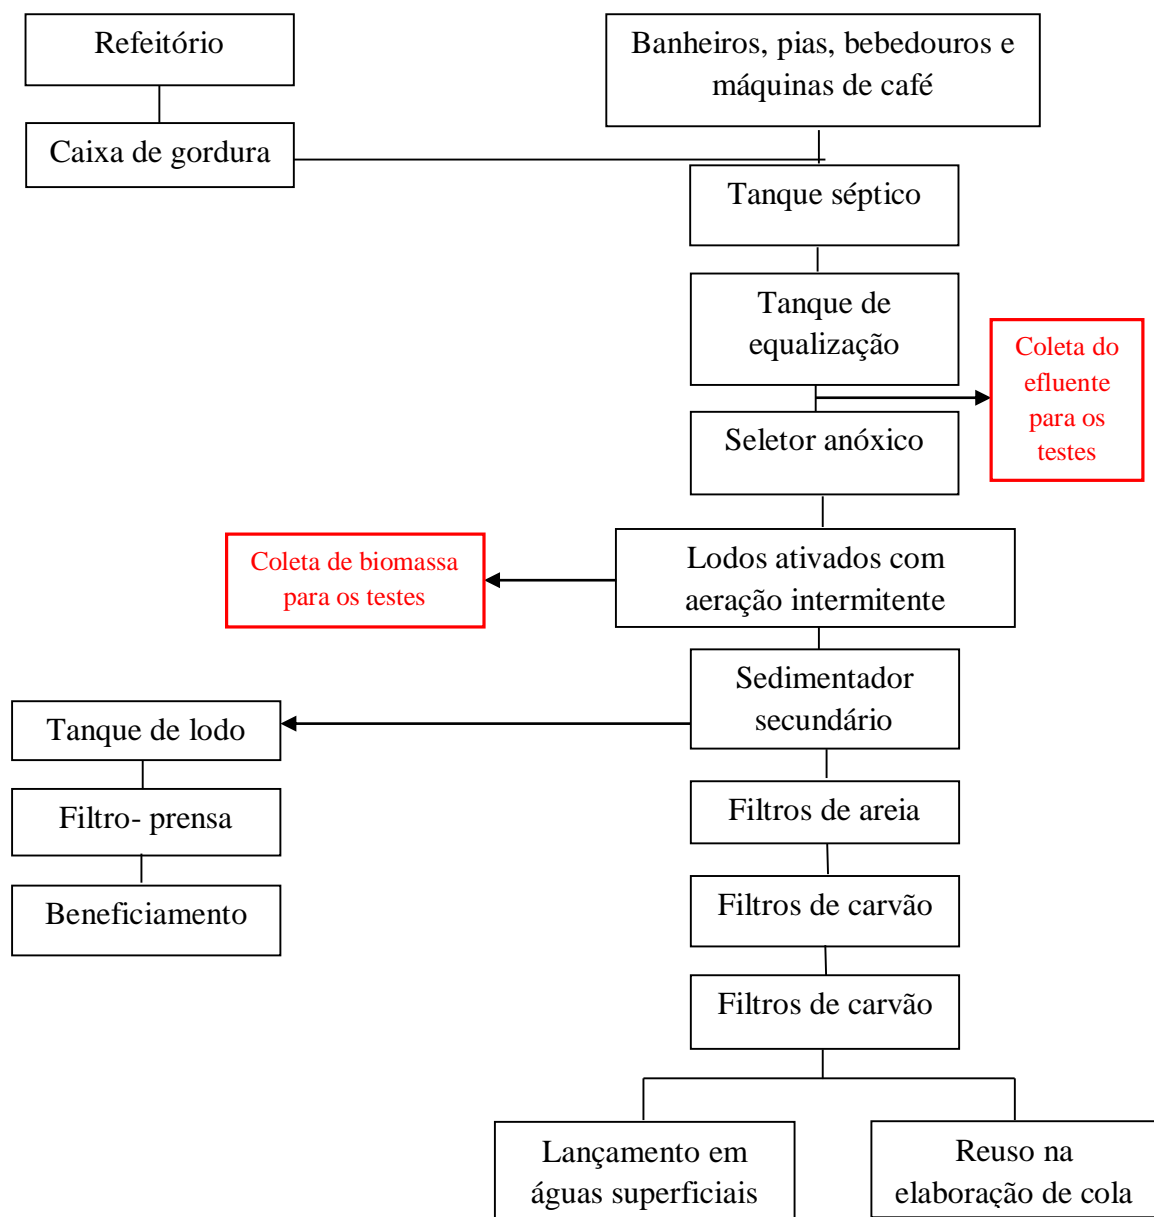 Refeitório
Banheiros, pias, bebedouros e
máquinas de café
Caixa de gordura
Tanque séptico
Tanque de
equalização
Coleta do
efluente
para os
testes
Seletor anóxico
Lodos ativados com
aeração intermitente
Coleta de biomassa
para os testes
Sedimentador
secundário
Tanque de lodo
Filtro- prensa
Beneficiamento
Filtros de areia
Filtros de carvão
Filtros de carvão
Lançamento em
águas superficiais
Reuso na
elaboração de cola